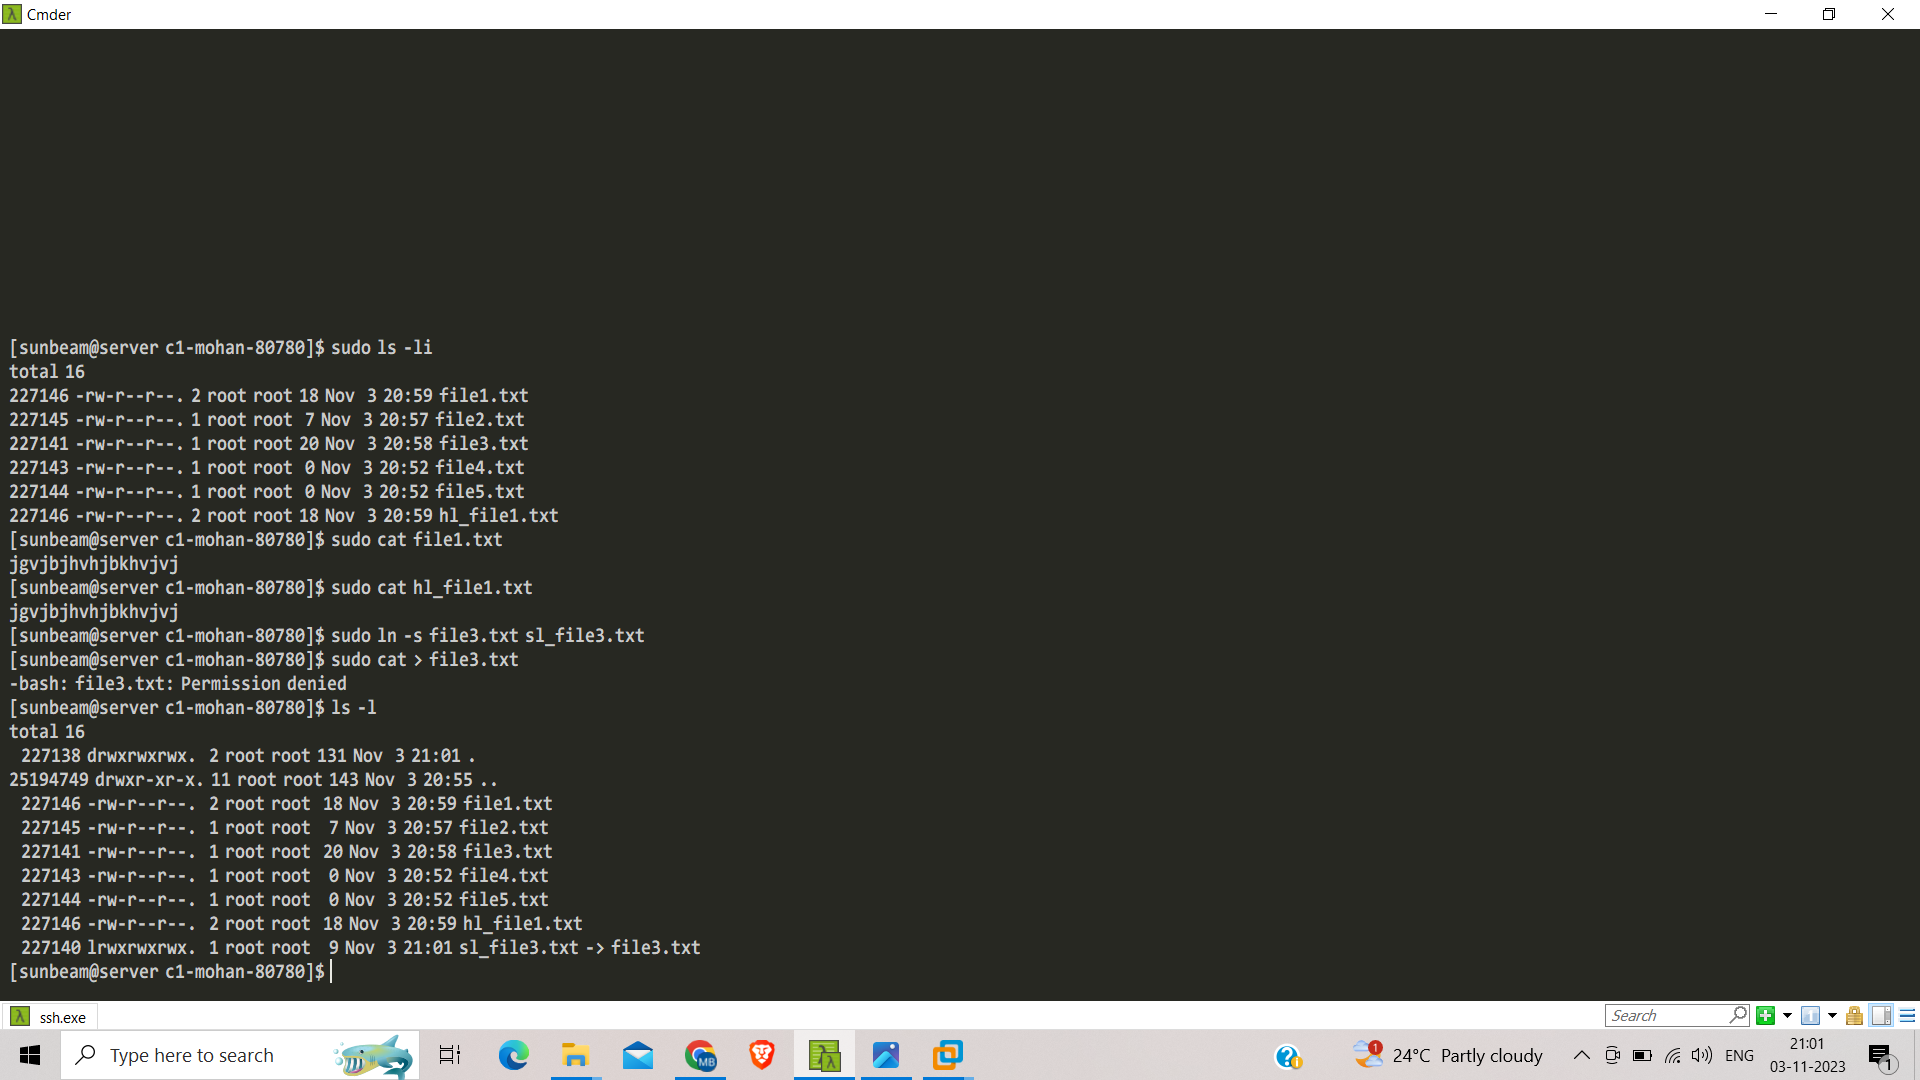 Cmder
[sunbeam@server c1-mohan-80780]$ sudo ls -li
total 16
227146 -rw-r--r--. 2 root root 18 Nov  3 20:59 file1.txt
227145 -rw-r--r--. 1 root root  7 Nov  3 20:57 file2.txt
227141 -rw-r--r--. 1 root root 20 Nov  3 20:58 file3.txt
227143 -rw-r--r--. 1 root root  0 Nov  3 20:52 file4.txt
227144 -rw-r--r--. 1 root root  0 Nov  3 20:52 file5.txt
227146 -rw-r--r--. 2 root root 18 Nov  3 20:59 hl_file1.txt
[sunbeam@server c1-mohan-80780]$ sudo cat file1.txt
jgvjbjhvhjbkhvjvj
[sunbeam@server c1-mohan-80780]$ sudo cat hl_file1.txt
jgvjbjhvhjbkhvjvj
[sunbeam@server c1-mohan-80780]$ sudo ln -s file3.txt sl_file3.txt
[sunbeam@server c1-mohan-80780]$ sudo cat > file3.txt
-bash: file3.txt: Permission denied
[sunbeam@server c1-mohan-80780]$ ls -l
total 16
  227138 drwxrwxrwx.  2 root root 131 Nov  3 21:01 .
25194749 drwxr-xr-x. 11 root root 143 Nov  3 20:55 ..
  227146 -rw-r--r--.  2 root root  18 Nov  3 20:59 file1.txt
  227145 -rw-r--r--.  1 root root   7 Nov  3 20:57 file2.txt
  227141 -rw-r--r--.  1 root root  20 Nov  3 20:58 file3.txt
  227143 -rw-r--r--.  1 root root   0 Nov  3 20:52 file4.txt
  227144 -rw-r--r--.  1 root root   0 Nov  3 20:52 file5.txt
  227146 -rw-r--r--.  2 root root  18 Nov  3 20:59 hl_file1.txt
  227140 lrwxrwxrwx.  1 root root   9 Nov  3 21:01 sl_file3.txt -> file3.txt
[sunbeam@server c1-mohan-80780]$
ssh.exe
Search
Type here to search
MB
1
24°C Partly cloudy
ENG
21:01
03-11-2023
1